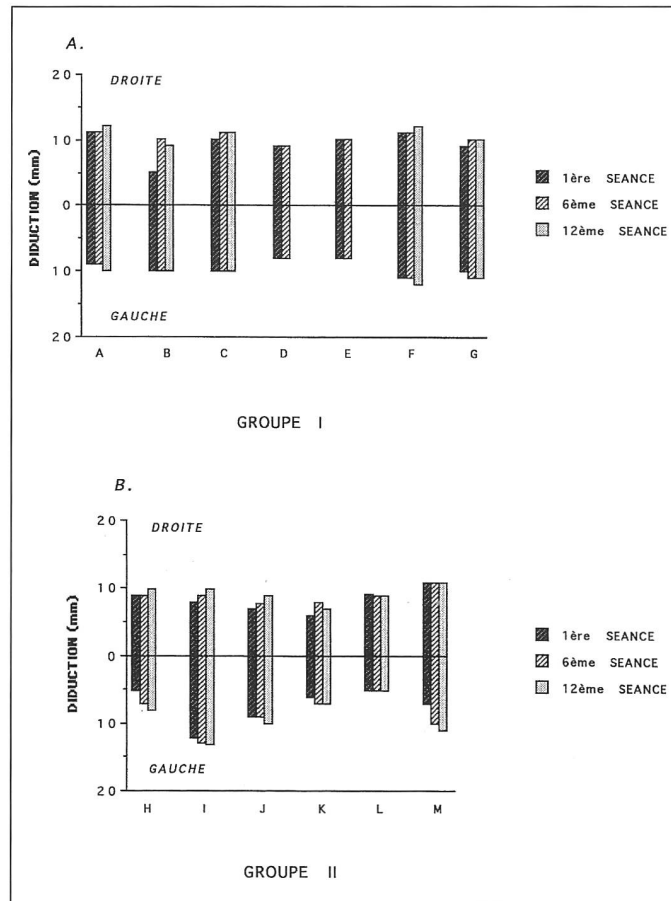 A.
DROITE
20
10
0
10
20
DIDUCTION (mm)
GAUCHE
A B C D E F G
1ère SEANCE
6ème SEANCE
12ème SEANCE
GROUPE I
B.
DROITE
20
10
0
10
20
DIDUCTION (mm)
GAUCHE
H I J K L M
1ère SEANCE
6ème SEANCE
12ème SEANCE
GROUPE II